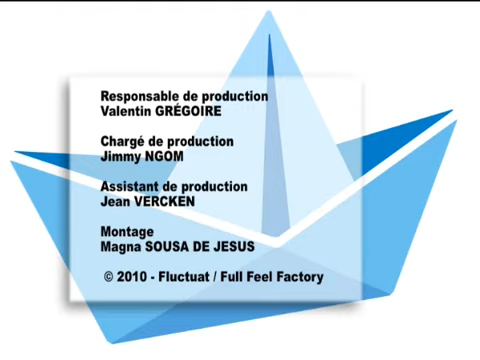 Responsable de production
Valentin GRÉGOIRE
Chargé de production
Jimmy NGOM
Assistant de production
Jean VERCKEN
Montage
Magna SOUSA DE JESUS
© 2010 - Fluctuat / Full Feel Factory